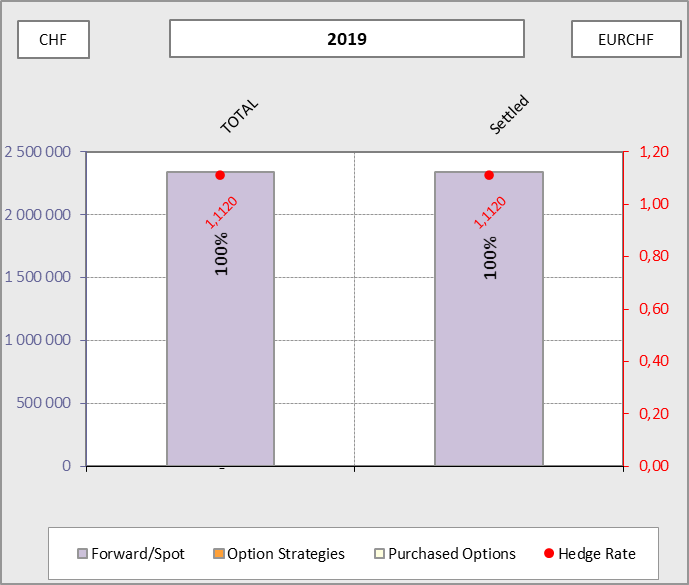 CHF
2019
EURCHF
TOTAL
Settled
2 500 000
2 000 000
1 500 000
1 000 000
500 000
0
1,1120
100%
1,1120
100%
1,20
1,00
0,80
0,60
0,40
0,20
0,00
-
Forward/Spot
Option Strategies
Purchased Options
Hedge Rate